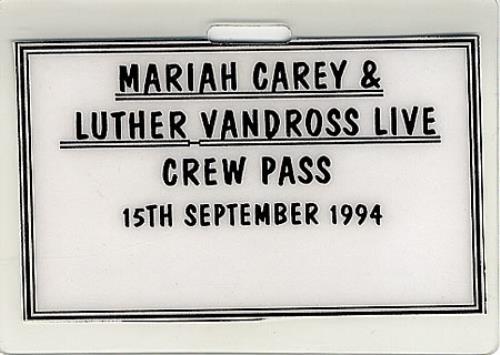 MARIAH CAREY &
LUTHER VANDROSS LIVE
CREW PASS
15TH SEPTEMBER 1994